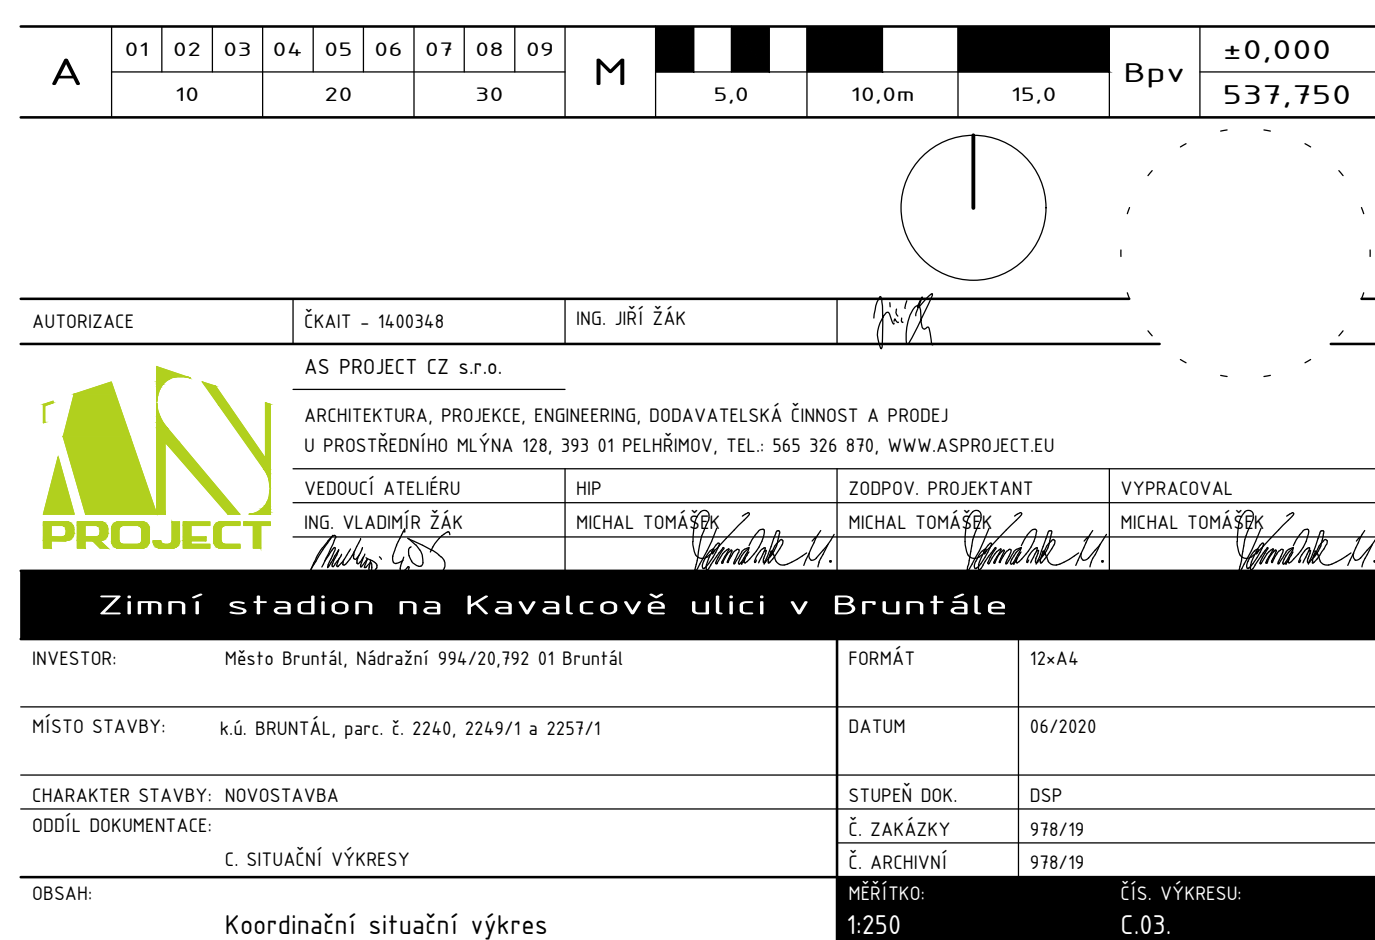 A 01 02 03 04 05 06 07 08 09 M Bpv ±0,000
10 20 30 5,0 10,0m 15,0 537,750
AUTORIZACE ČKAIT - 1400348 ING. JIŘÍ ŽÁK
AS PROJECT CZ s.r.o.
ARCHITEKTURA, PROJEKCE, ENGINEERING, DODAVATELSKÁ ČINNOST A PRODEJ
U PROSTŘEDNÍHO MLÝNA 128, 393 01 PELHŘIMOV, TEL.: 565 326 870, WWW.ASPROJECT.EU
PROJECT
VEDOUCÍ ATELIÉRU HIP ZODPOV. PROJEKTANT VYPRACOVAL
ING. VLADIMÍR ŽÁK MICHAL TOMÁŠEK MICHAL TOMÁŠEK MICHAL TOMÁŠEK
Zimní stadion na Kavalcově ulici v Bruntále
INVESTOR: Město Bruntál, Nádražní 994/20,792 01 Bruntál FORMÁT 12×A4
MÍSTO STAVBY: k.ú. BRUNTÁL, parc. č. 2240, 2249/1 a 2257/1 DATUM 06/2020
CHARAKTER STAVBY: NOVOSTAVBA STUPEŇ DOK. DSP
ODDÍL DOKUMENTACE: Č. ZAKÁZKY 978/19
C. SITUAČNÍ VÝKRESY Č. ARCHIVNÍ 978/19
OBSAH: MĚŘÍTKO: ČÍS. VÝKRESU:
Koordinační situační výkres 1:250 C.03.